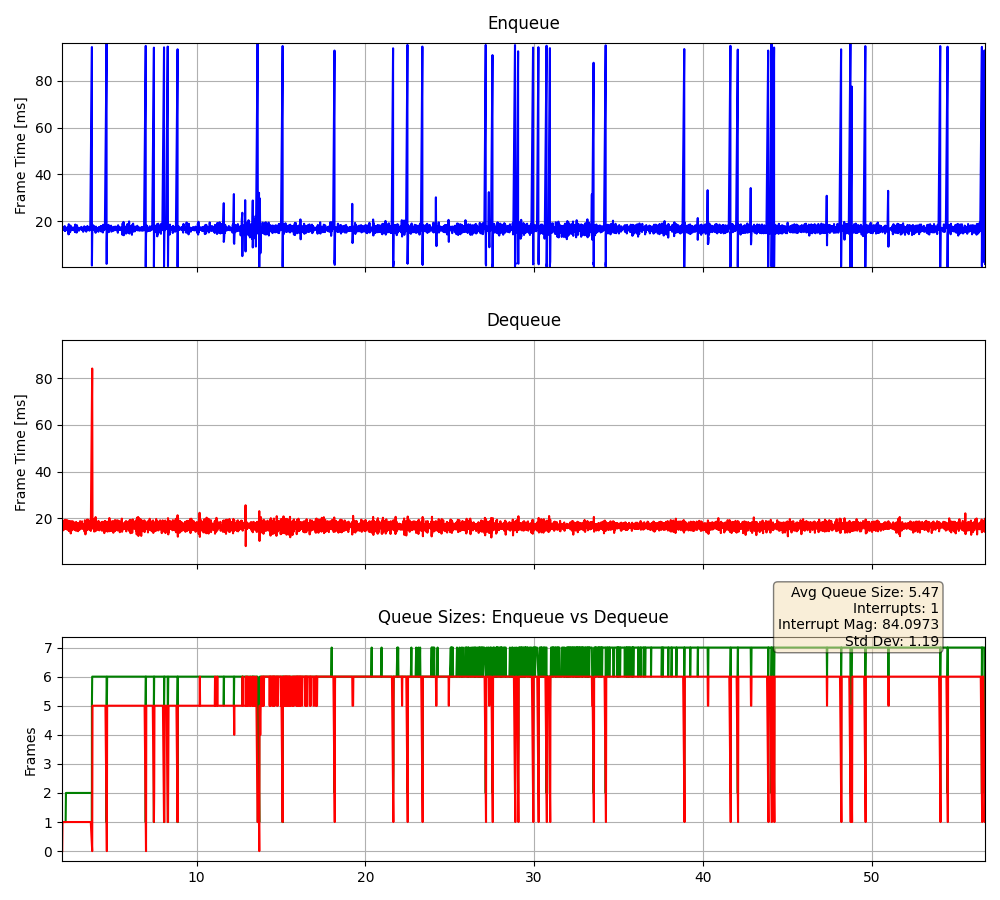 Enqueue
Frame Time [ms]
80
60
40
20
Dequeue
Frame Time [ms]
80
60
40
20
Avg Queue Size: 5.47
Interrupts: 1
Interrupt Mag: 84.0973
Std Dev: 1.19
Queue Sizes: Enqueue vs Dequeue
Frames
7
6
5
4
3
2
1
0
10 20 30 40 50